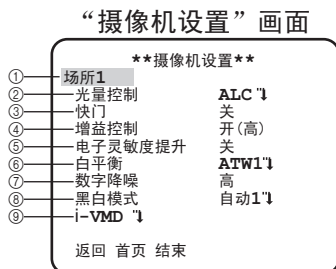 “摄像机设置”画面
**摄像机设置**
① 场所1
② 光量控制 ALC
③ 快门 关
④ 增益控制 开(高)
⑤ 电子灵敏度提升 关
⑥ 白平衡 ATW1
⑦ 数字降噪 高
⑧ 黑白模式 自动1
⑨ i-VMD
返回 首页 结束